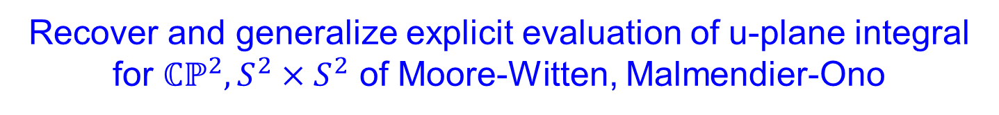 Recover and generalize explicit evaluation of u-plane integral
for ℂℙ², S² × S² of Moore-Witten, Malmendier-Ono